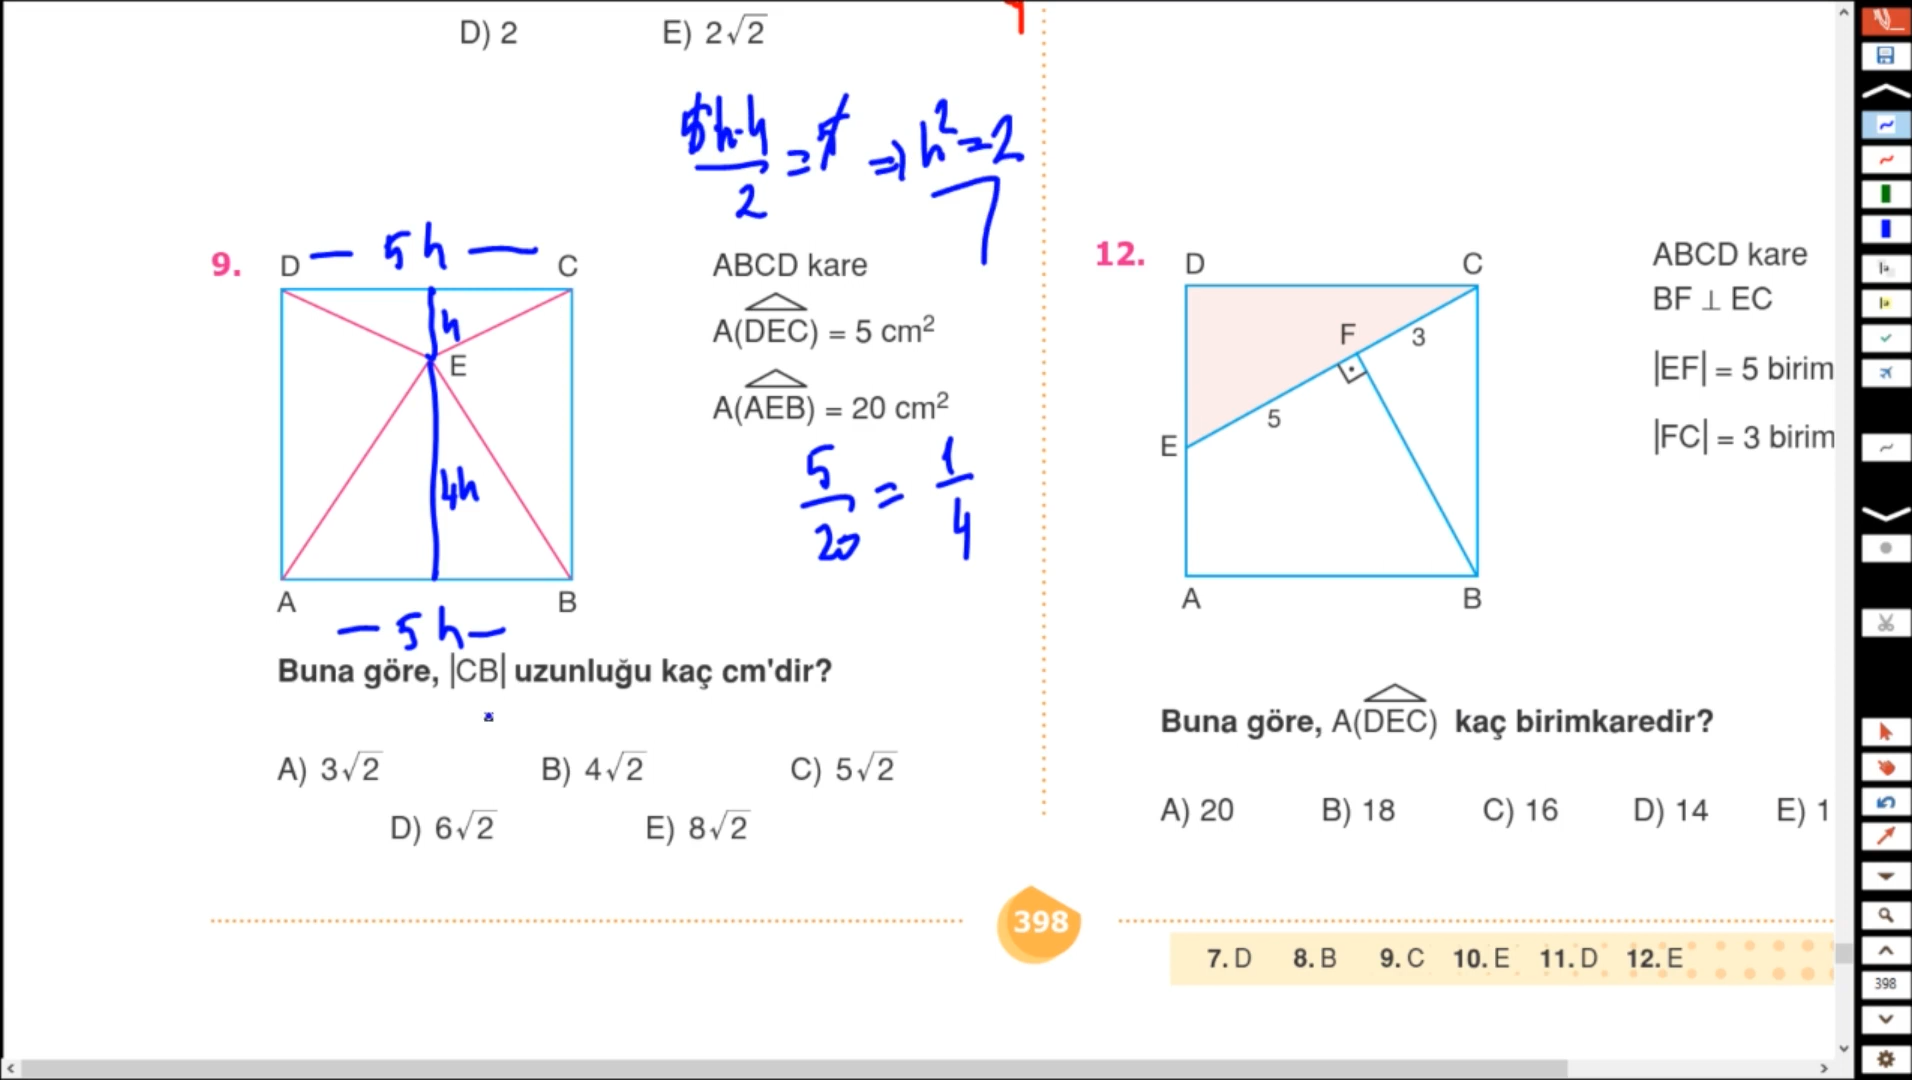 D) 2
E) 2√2
5h·h/2 = 5 ⇒ h² = 2
9.
D
— 5h —
C
h
E
4h
A
B
— 5h —
ABCD kare
A(DEC) = 5 cm²
A(AEB) = 20 cm²
5/20 = 1/4
Buna göre, |CB| uzunluğu kaç cm'dir?
A) 3√2
B) 4√2
C) 5√2
D) 6√2
E) 8√2
12.
D
C
F
3
5
E
A
B
ABCD kare
BF ⊥ EC
|EF| = 5 birim
|FC| = 3 birim
Buna göre, A(DEC) kaç birimkaredir?
A) 20
B) 18
C) 16
D) 14
E) 1
398
7. D 8. B 9. C 10. E 11. D 12. E
398